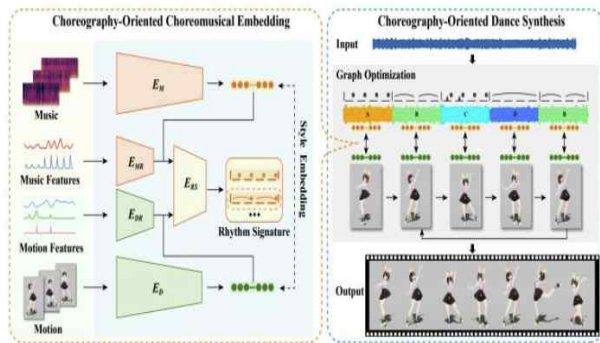 Choreography-Oriented Choreomusical Embedding
Music
Music Features
Motion Features
Motion
E_M
E_MR
E_DR
E_RS
E_D
Rhythm Signature
Style Embedding
Choreography-Oriented Dance Synthesis
Input
Graph Optimization
A
B
C
D
B
Output